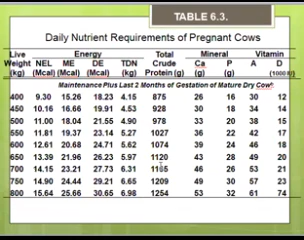 TABLE 6.3.
Daily Nutrient Requirements of Pregnant Cows
Live Energy Total Mineral Vitamin
Weight NEL ME DE TDN Crude Ca P A D
(kg) (Mcal) (Mcal) (Mcal) (kg) Protein (g) (g) (g) (1000 IU)
Maintenance Plus Last 2 Months of Gestation of Mature Dry Cow
400 9.30 15.26 18.23 4.15 875 26 16 30 12
450 10.16 16.66 19.91 4.53 928 30 18 34 14
500 11.00 18.04 21.55 4.90 978 33 20 38 15
550 11.81 19.37 23.14 5.27 1027 36 22 42 17
600 12.61 20.68 24.71 5.62 1074 39 24 46 18
650 13.39 21.96 26.23 5.97 1120 43 28 49 20
700 14.15 23.21 27.73 6.31 1165 46 26 53 21
750 14.90 24.44 29.21 6.65 1209 49 30 57 23
800 15.64 25.66 30.65 6.98 1254 53 32 61 74